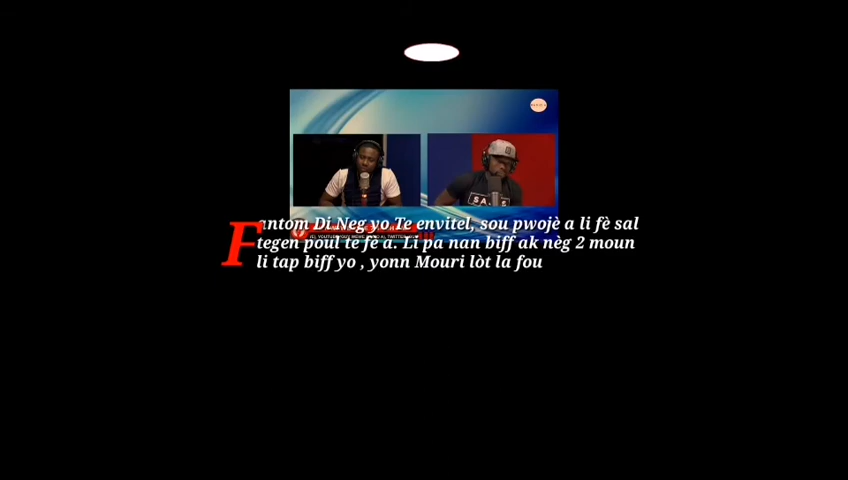 Fantom Di Neg yo Te envitel, sou pwojè a li fè sal
tegen poul te fè a. Li pa nan biff ak nèg 2 moun
li tap biff yo , yonn Mouri lòt la fou